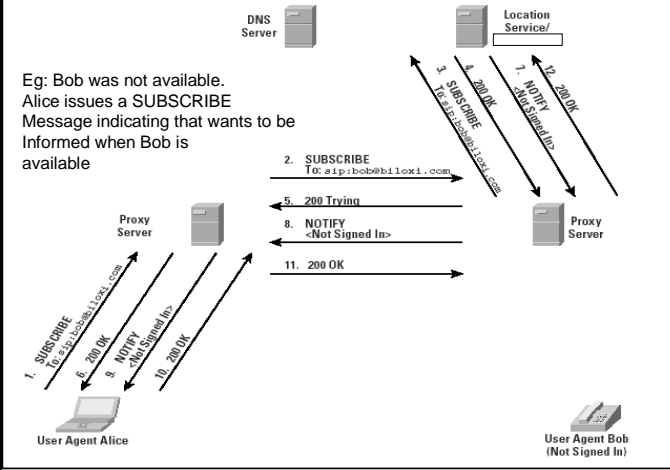 DNS
Server
Location
Service/
Eg: Bob was not available.
Alice issues a SUBSCRIBE
Message indicating that wants to be
Informed when Bob is
available
3. SUBSCRIBE
To: sip:bob@biloxi.com
4. 200 OK
7. NOTIFY
<Not Signed In>
12. 200 OK
2. SUBSCRIBE
To: sip:bob@biloxi.com
5. 200 Trying
8. NOTIFY
<Not Signed In>
11. 200 OK
Proxy
Server
Proxy
Server
1. SUBSCRIBE
To: sip:bob@biloxi.com
6. 200 OK
9. NOTIFY
<Not Signed In>
10. 200 OK
User Agent Alice
User Agent Bob
(Not Signed In)